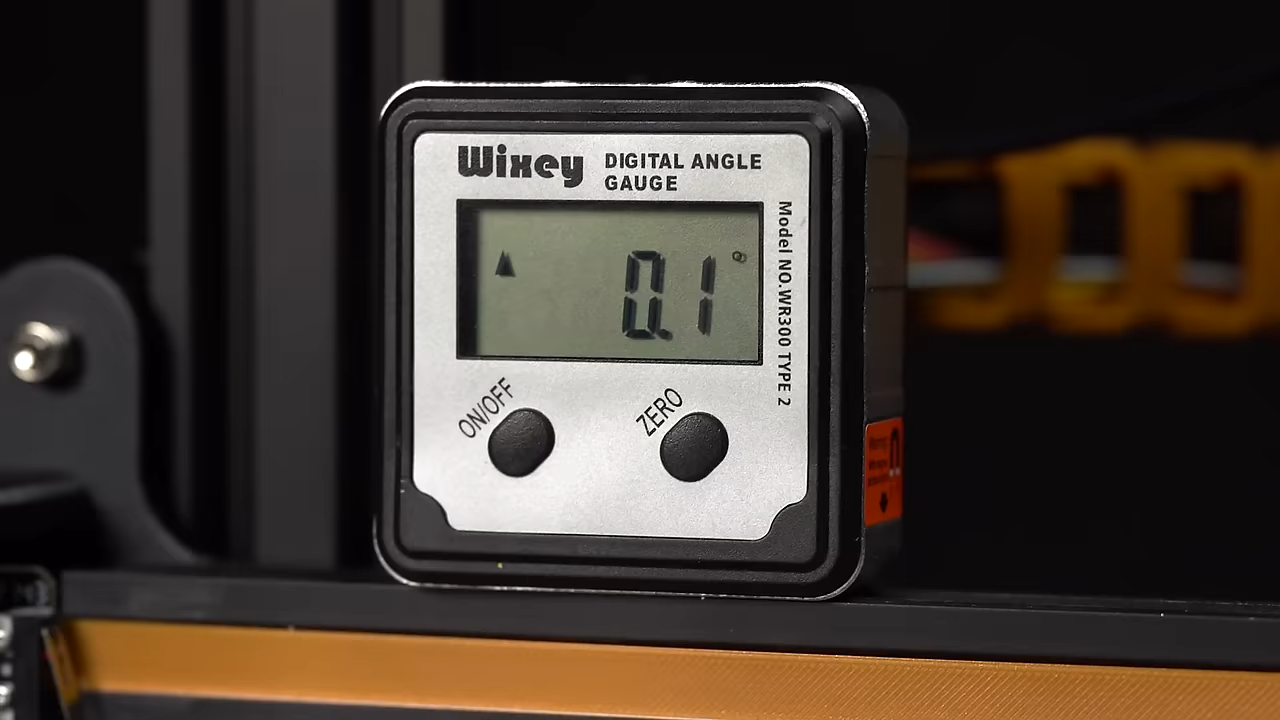 Wixey
DIGITAL ANGLE
GAUGE
0.1°
Model NO.WR300 TYPE 2
ON/OFF
ZERO